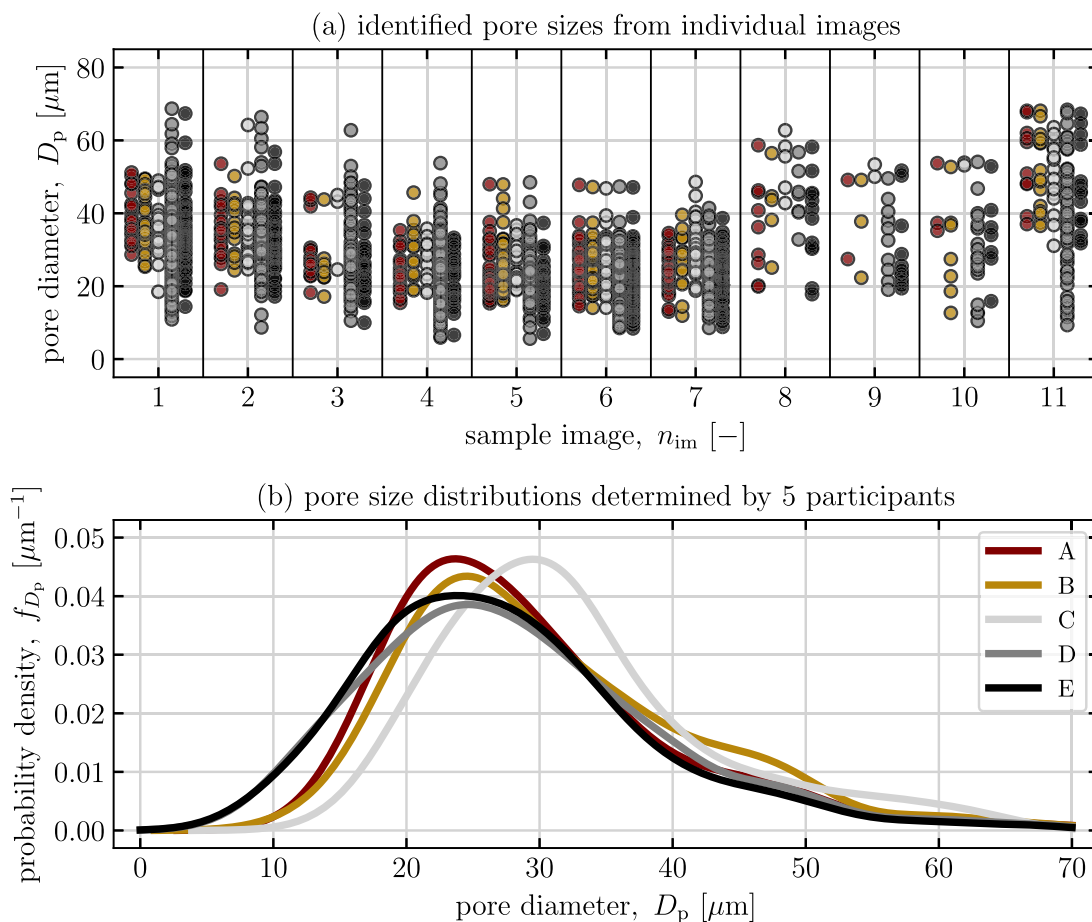 (a) identified pore sizes from individual images
pore diameter, D_p [μm]
80
60
40
20
0
1 2 3 4 5 6 7 8 9 10 11
sample image, n_im [−]
(b) pore size distributions determined by 5 participants
probability density, f_{D_p} [μm⁻¹]
0.05
0.04
0.03
0.02
0.01
0.00
A
B
C
D
E
0 10 20 30 40 50 60 70
pore diameter, D_p [μm]